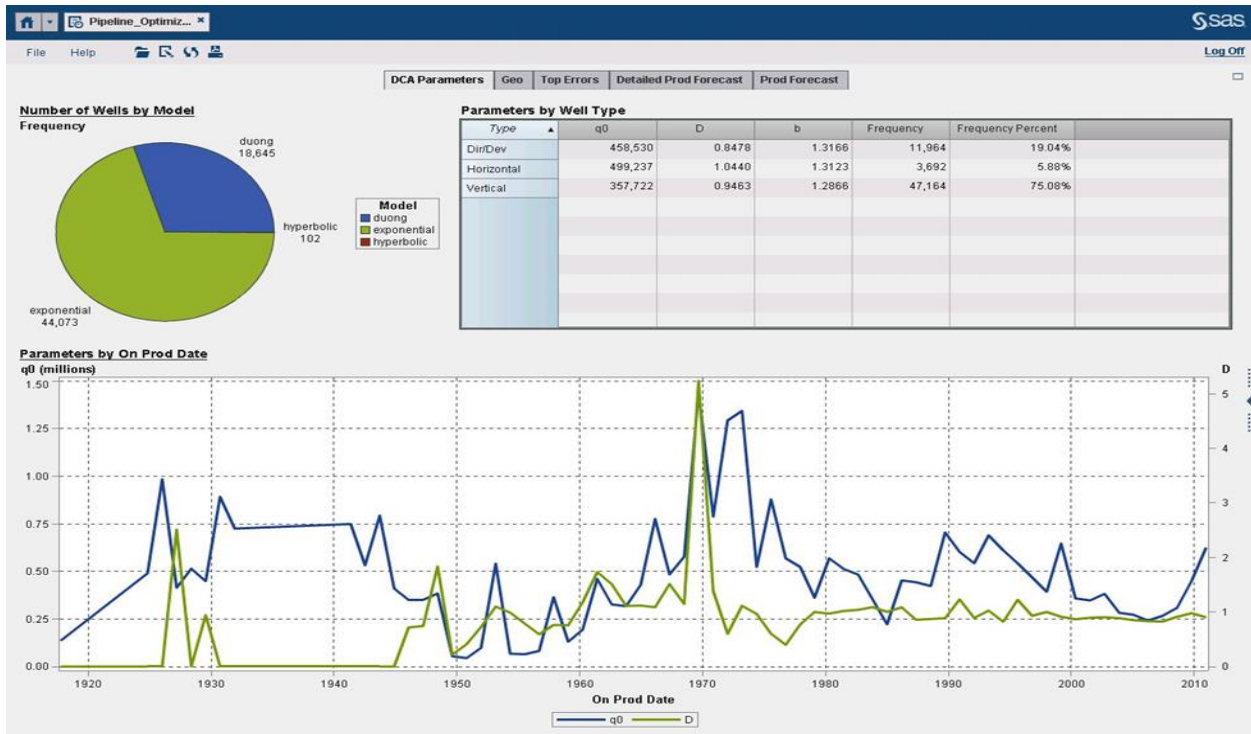 Pipeline_Optimiz... ×
sas
File Help
Log Off
DCA Parameters Geo Top Errors Detailed Prod Forecast Prod Forecast
Number of Wells by Model
Frequency
duong
18,645
hyperbolic
102
exponential
44,073
Model
duong
exponential
hyperbolic
Parameters by Well Type
Type q0 D b Frequency Frequency Percent
Dir/Dev 458,530 0.8478 1.3166 11,964 19.04%
Horizontal 499,237 1.0440 1.3123 3,692 5.88%
Vertical 357,722 0.9463 1.2866 47,164 75.08%
Parameters by On Prod Date
q0 (millions)
D
1.50
1.25
1.00
0.75
0.50
0.25
0.00
5
4
3
2
1
0
1920 1930 1940 1950 1960 1970 1980 1990 2000 2010
On Prod Date
q0 D